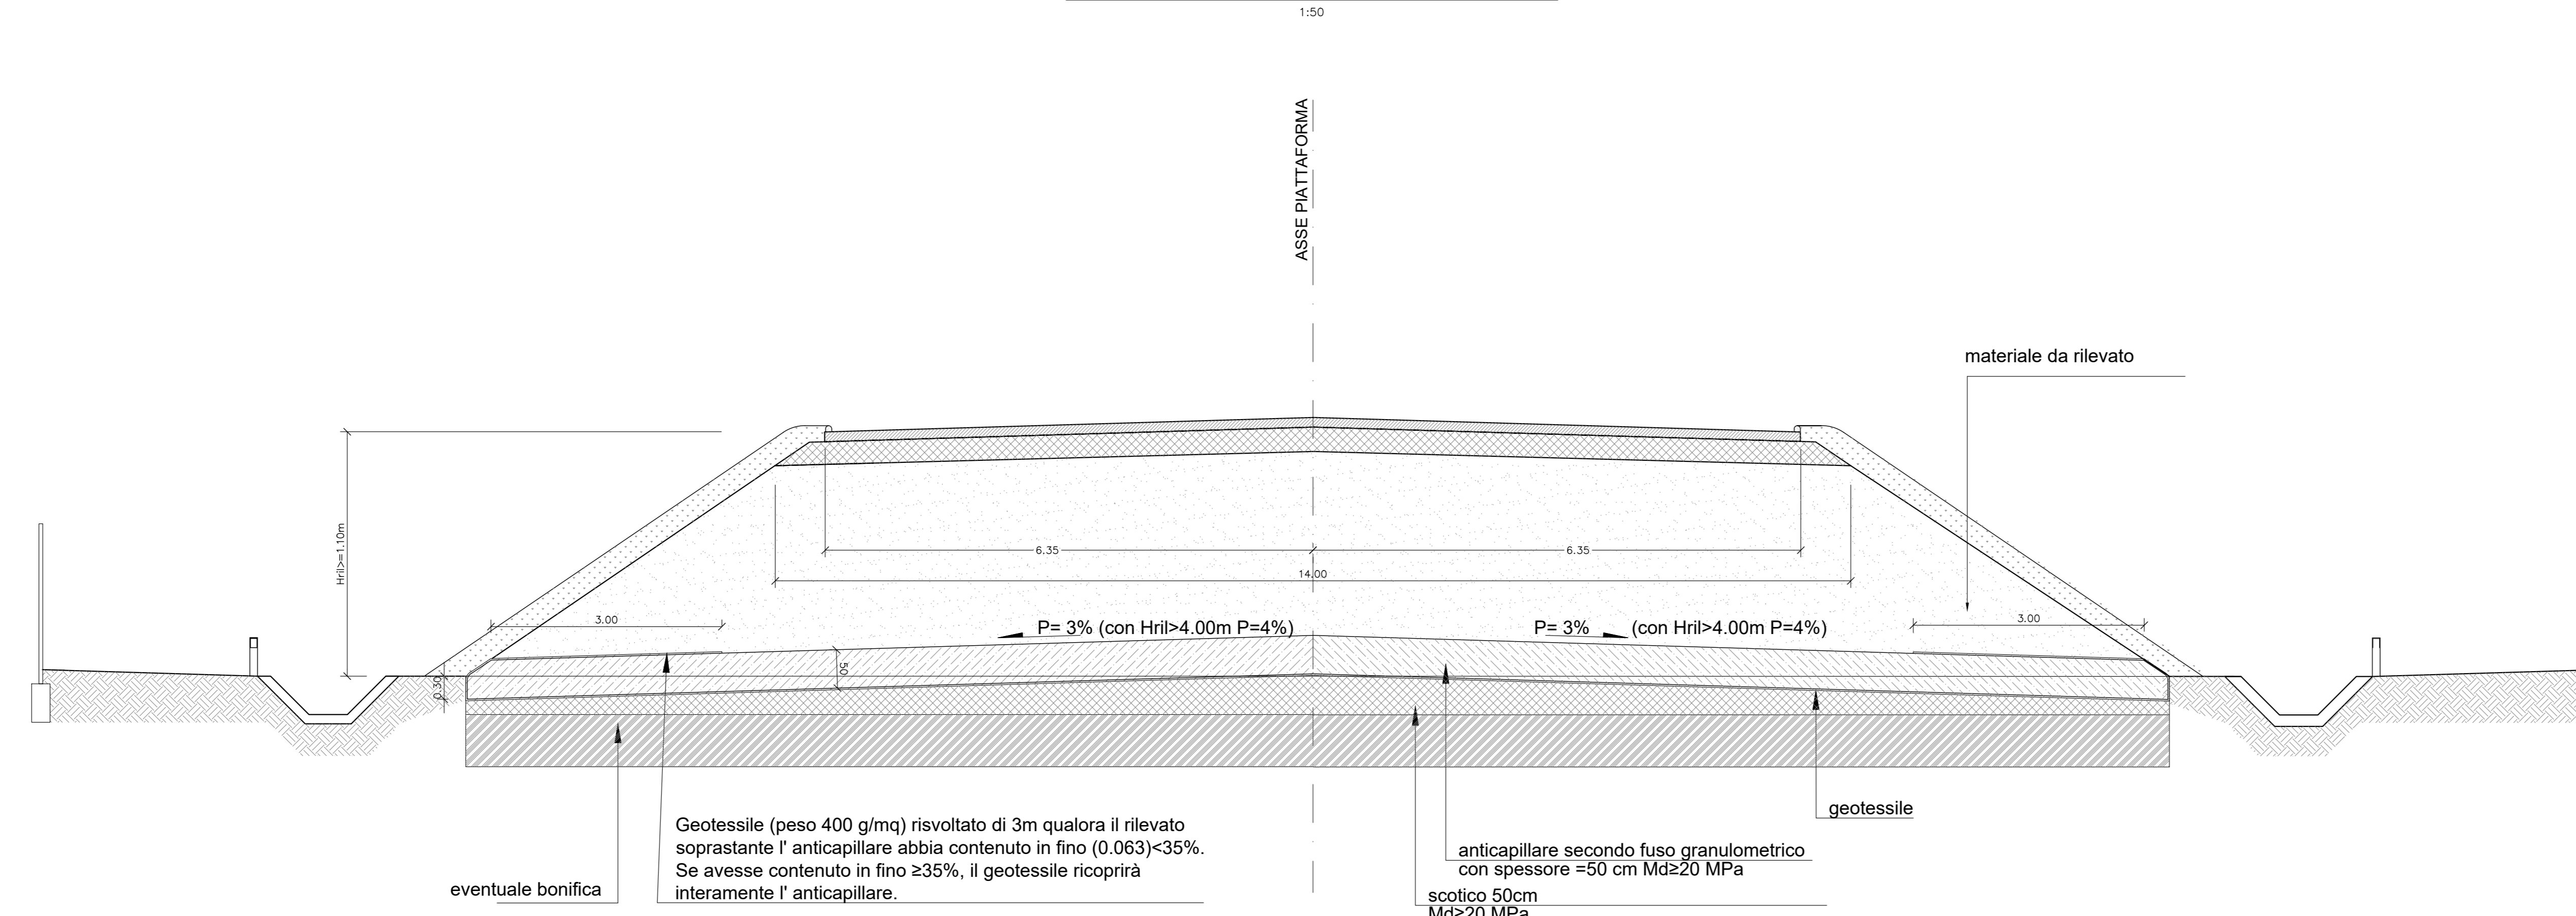 1:50
ASSE PIATTAFORMA
materiale da rilevato
Hril>=1.10m
6.35
6.35
14.00
3.00
P= 3% (con Hril>4.00m P=4%)
P= 3% (con Hril>4.00m P=4%)
3.00
50
0.30
geotessile
Geotessile (peso 400 g/mq) risvoltato di 3m qualora il rilevato
soprastante l' anticapillare abbia contenuto in fino (0.063)<35%.
Se avesse contenuto in fino ≥35%, il geotessile ricoprirà
interamente l' anticapillare.
anticapillare secondo fuso granulometrico
con spessore =50 cm Md≥20 MPa
eventuale bonifica
scotico 50cm
Md≥20 MPa